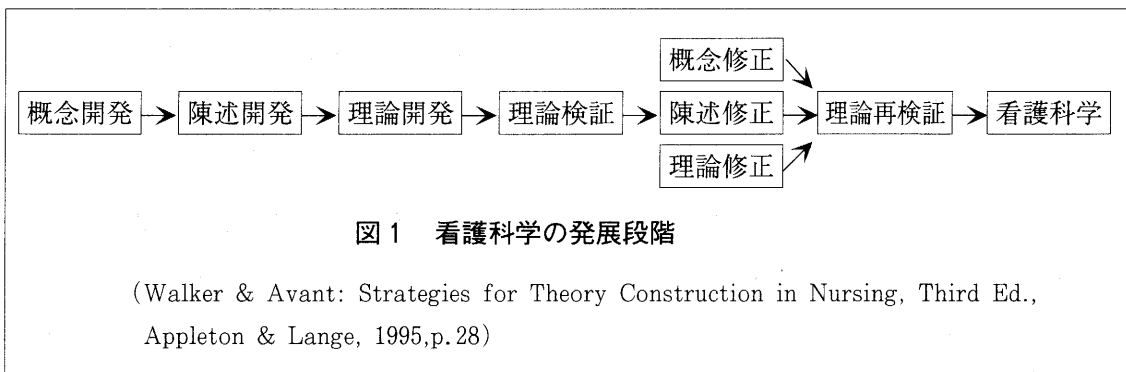 概念修正
概念開発 陳述開発 理論開発 理論検証 陳述修正 理論再検証 看護科学
理論修正
図1 看護科学の発展段階
(Walker & Avant: Strategies for Theory Construction in Nursing, Third Ed.,
Appleton & Lange, 1995,p.28)